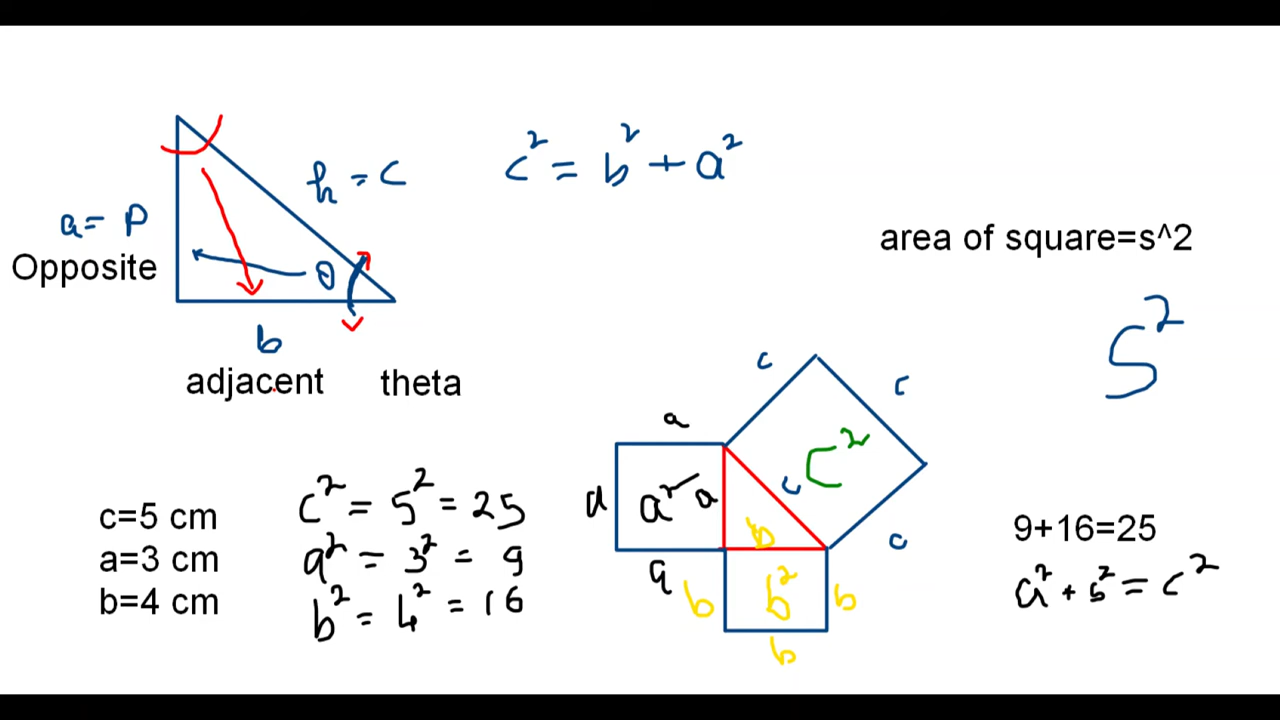 c² = b² + a²
h = c
a = P
Opposite
θ
b
adjacent
theta
area of square=s^2
S²
c=5 cm
a=3 cm
b=4 cm
c² = 5² = 25
a² = 3² = 9
b² = 4² = 16
c
c
a
c²
a
a²
a
c
b
c
a
b
b²
b
b
9+16=25
a² + b² = c²